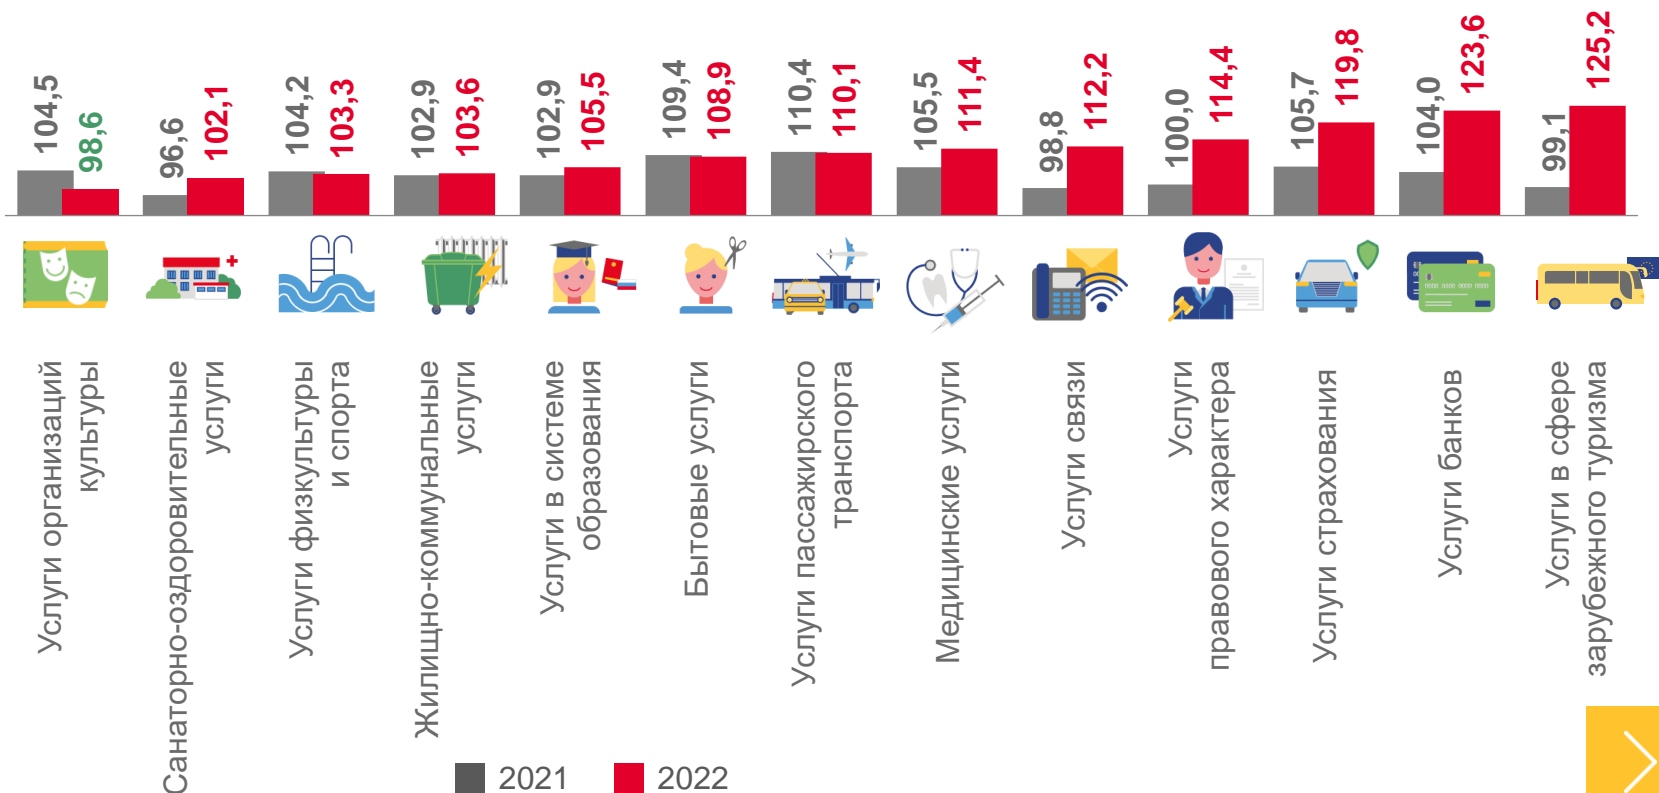 104,5
98,6
96,6
102,1
104,2
103,3
102,9
103,6
102,9
105,5
109,4
108,9
110,4
110,1
105,5
111,4
98,8
112,2
100,0
114,4
105,7
119,8
104,0
123,6
99,1
125,2
Услуги организаций
культуры
Санаторно-оздоровительные
услуги
Услуги физкультуры
и спорта
Жилищно-коммунальные
услуги
Услуги в системе
образования
Бытовые услуги
Услуги пассажирского
транспорта
Медицинские услуги
Услуги связи
Услуги
правового характера
Услуги страхования
Услуги банков
Услуги в сфере
зарубежного туризма
2021
2022